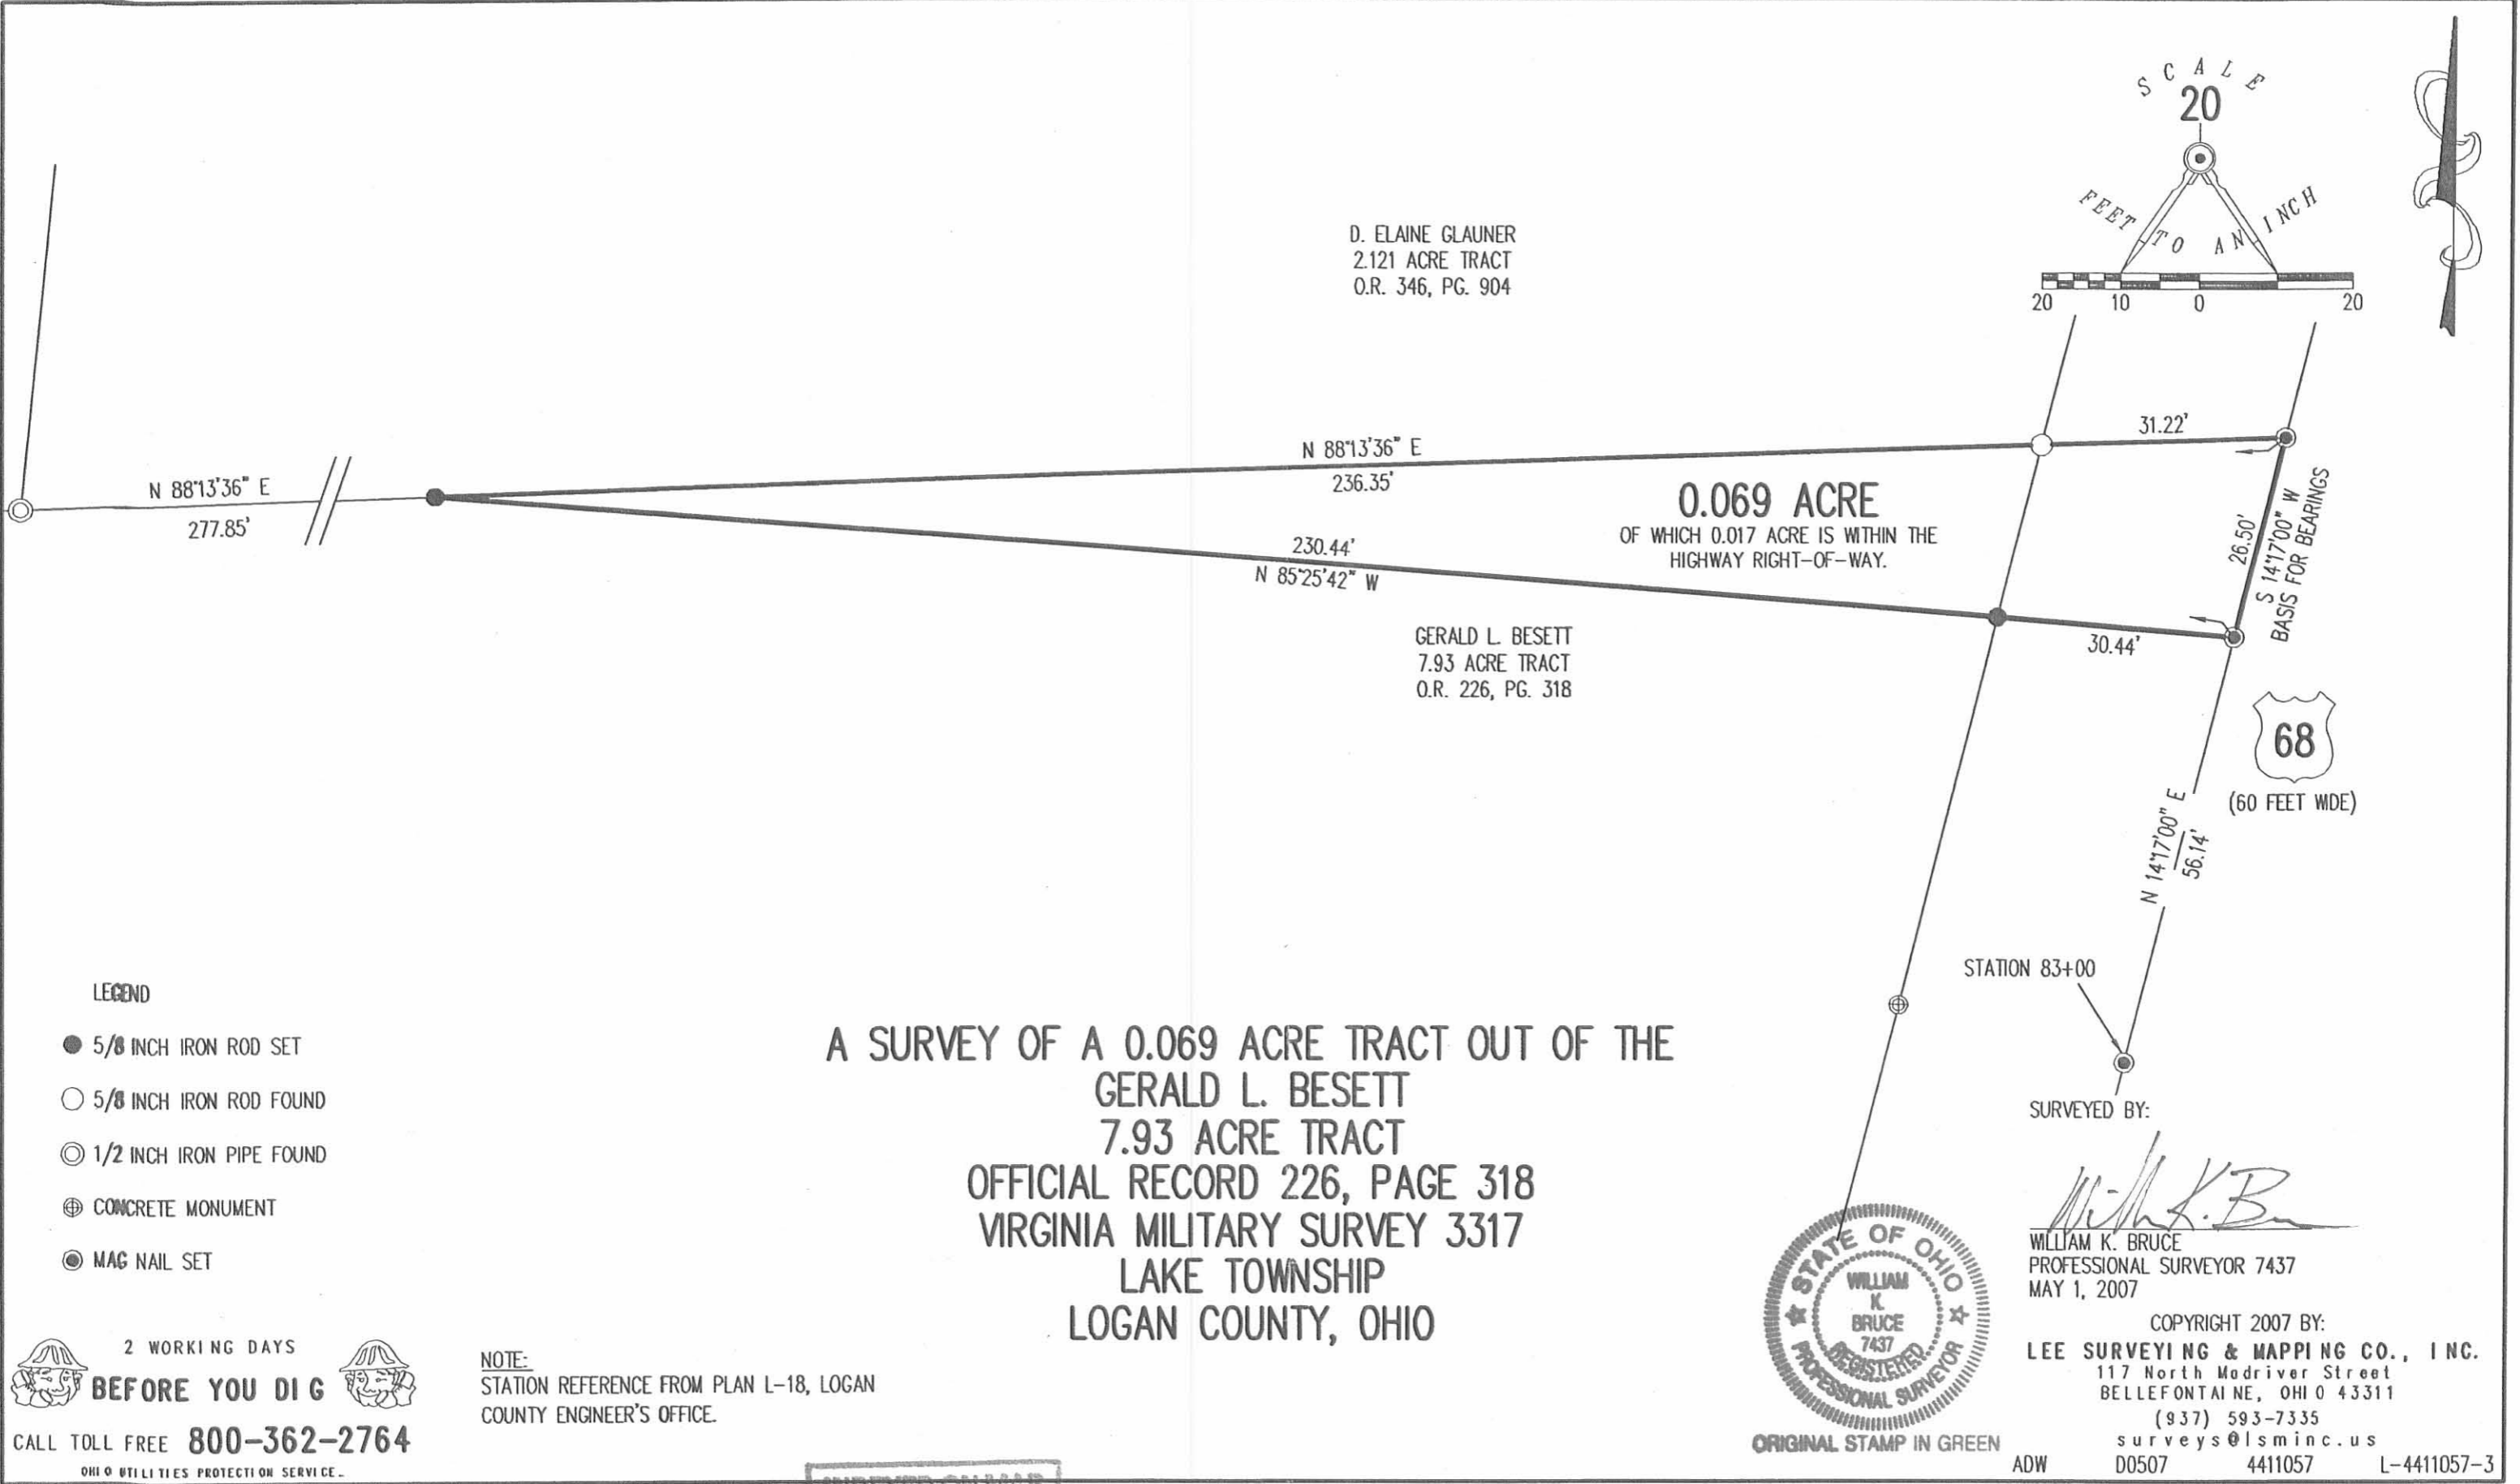 SCALE
20
FEET TO AN INCH
20 10 0 20
D. ELAINE GLAUNER
2.121 ACRE TRACT
O.R. 346, PG. 904
N 88°13'36" E
277.85'
N 88°13'36" E
236.35'
31.22'
0.069 ACRE
OF WHICH 0.017 ACRE IS WITHIN THE
HIGHWAY RIGHT-OF-WAY.
26.50'
S 14°17'00" W
BASIS FOR BEARINGS
230.44'
N 85°25'42" W
30.44'
GERALD L. BESETT
7.93 ACRE TRACT
O.R. 226, PG. 318
68
(60 FEET WIDE)
N 14°17'00" E
56.14'
STATION 83+00
LEGEND
5/8 INCH IRON ROD SET
5/8 INCH IRON ROD FOUND
1/2 INCH IRON PIPE FOUND
CONCRETE MONUMENT
MAG NAIL SET
A SURVEY OF A 0.069 ACRE TRACT OUT OF THE
GERALD L. BESETT
7.93 ACRE TRACT
OFFICIAL RECORD 226, PAGE 318
VIRGINIA MILITARY SURVEY 3317
LAKE TOWNSHIP
LOGAN COUNTY, OHIO
2 WORKING DAYS
BEFORE YOU DIG
CALL TOLL FREE 800-362-2764
OHIO UTILITIES PROTECTION SERVICE
NOTE:
STATION REFERENCE FROM PLAN L-18, LOGAN
COUNTY ENGINEER'S OFFICE.
STATE OF OHIO
WILLIAM
K.
BRUCE
7437
REGISTERED
PROFESSIONAL SURVEYOR
ORIGINAL STAMP IN GREEN
SURVEYED BY:
Will K. Bruce
WILLIAM K. BRUCE
PROFESSIONAL SURVEYOR 7437
MAY 1, 2007
COPYRIGHT 2007 BY:
LEE SURVEYING & MAPPING CO., INC.
117 North Madriver Street
BELLEFONTAINE, OHIO 43311
(937) 593-7335
surveys@lsminc.us
ADW D0507 4411057 L-4411057-3